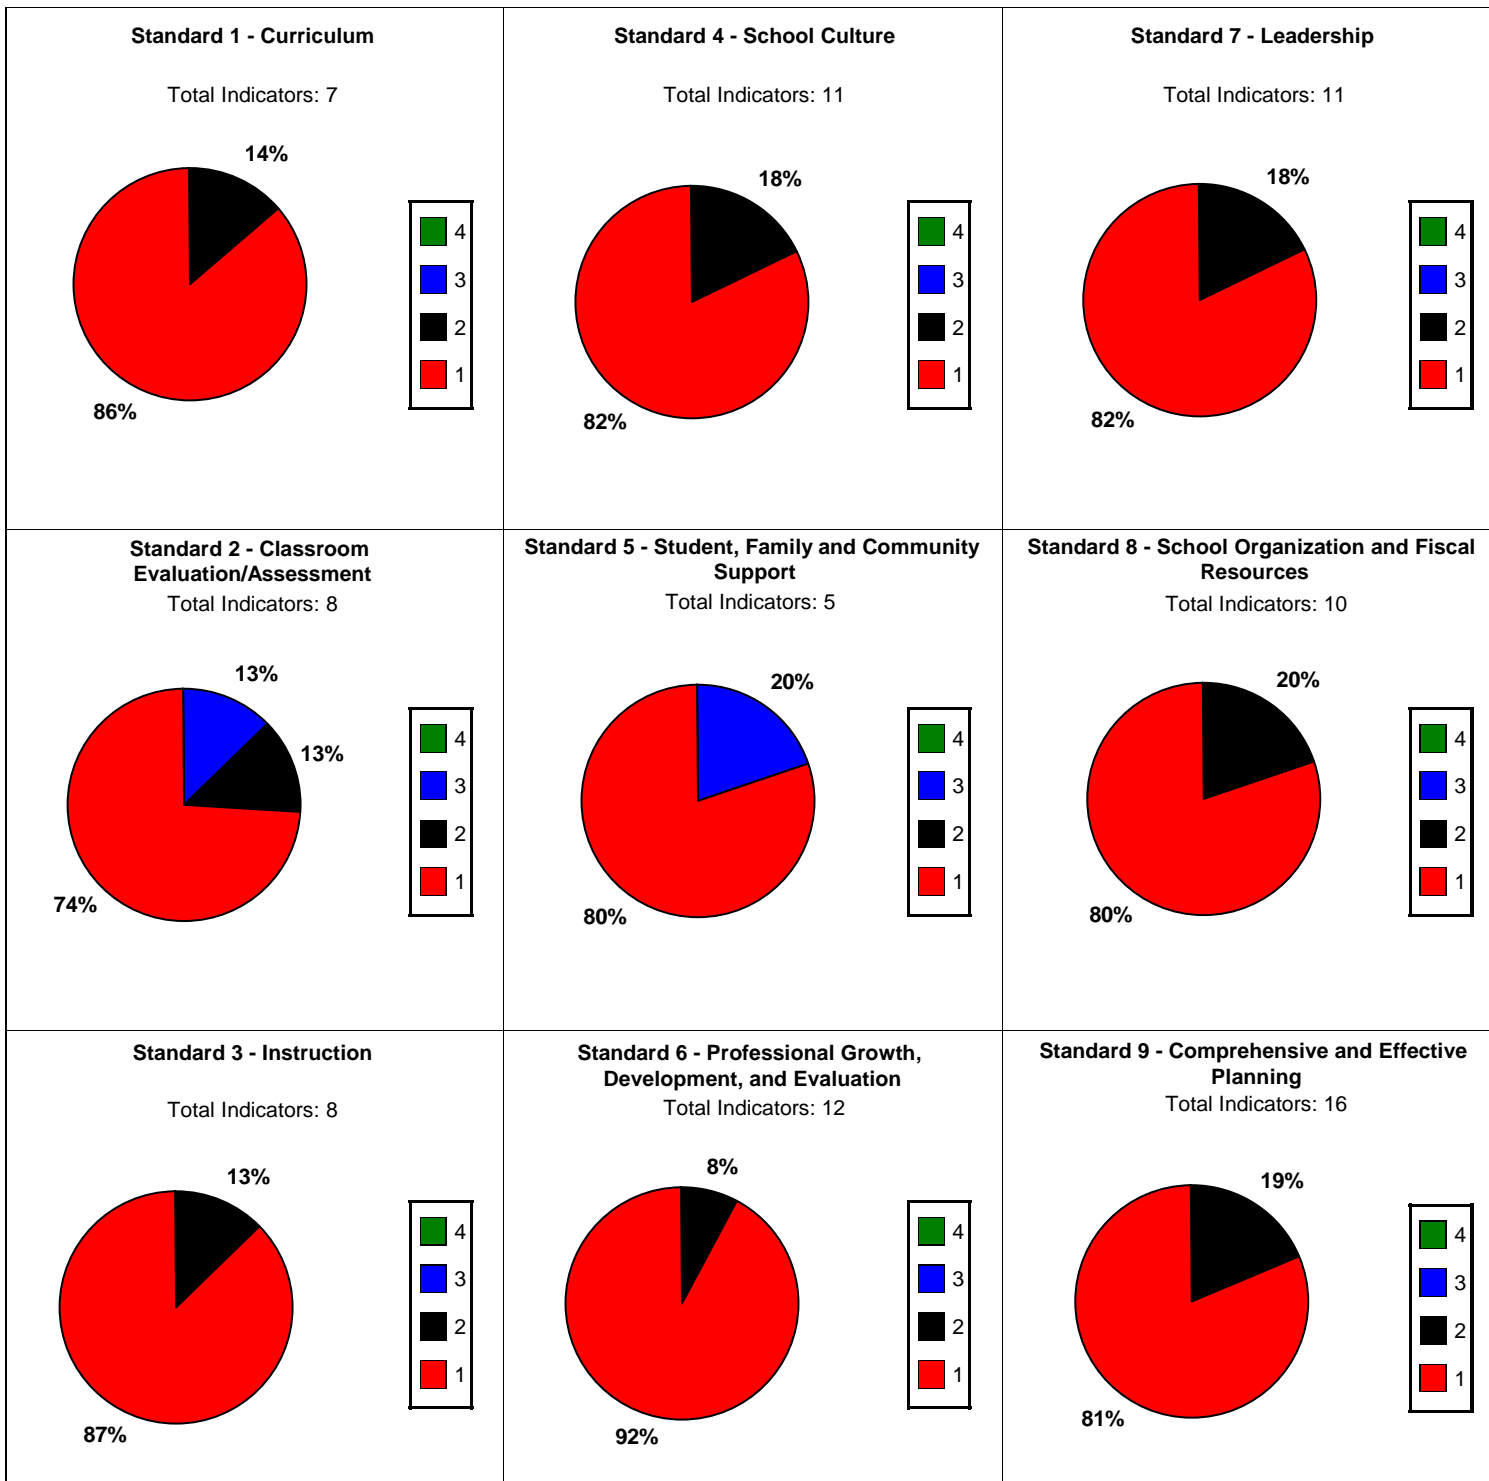 Standard 1 - Curriculum
Total Indicators: 7
14%
86%
4
3
2
1
Standard 4 - School Culture
Total Indicators: 11
18%
82%
4
3
2
1
Standard 7 - Leadership
Total Indicators: 11
18%
82%
4
3
2
1
Standard 2 - Classroom
Evaluation/Assessment
Total Indicators: 8
13%
13%
74%
4
3
2
1
Standard 5 - Student, Family and Community
Support
Total Indicators: 5
20%
80%
4
3
2
1
Standard 8 - School Organization and Fiscal
Resources
Total Indicators: 10
20%
80%
4
3
2
1
Standard 3 - Instruction
Total Indicators: 8
13%
87%
4
3
2
1
Standard 6 - Professional Growth,
Development, and Evaluation
Total Indicators: 12
8%
92%
4
3
2
1
Standard 9 - Comprehensive and Effective
Planning
Total Indicators: 16
19%
81%
4
3
2
1